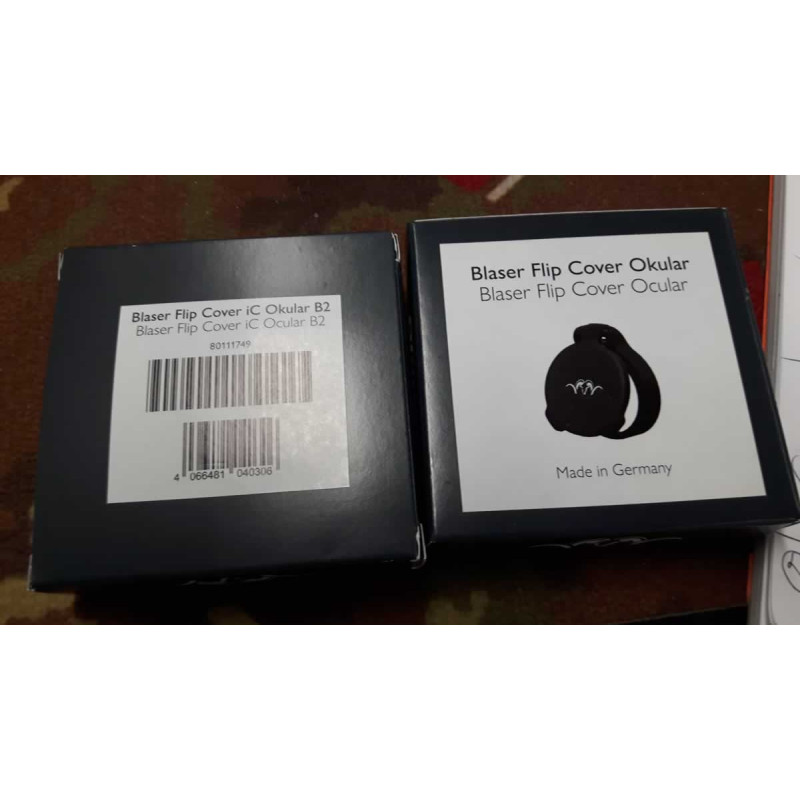 Blaser Flip Cover iC Okular B2
Blaser Flip Cover iC Ocular B2
80111749
4 066481 040306
Blaser Flip Cover Okular
Blaser Flip Cover Ocular
Made in Germany